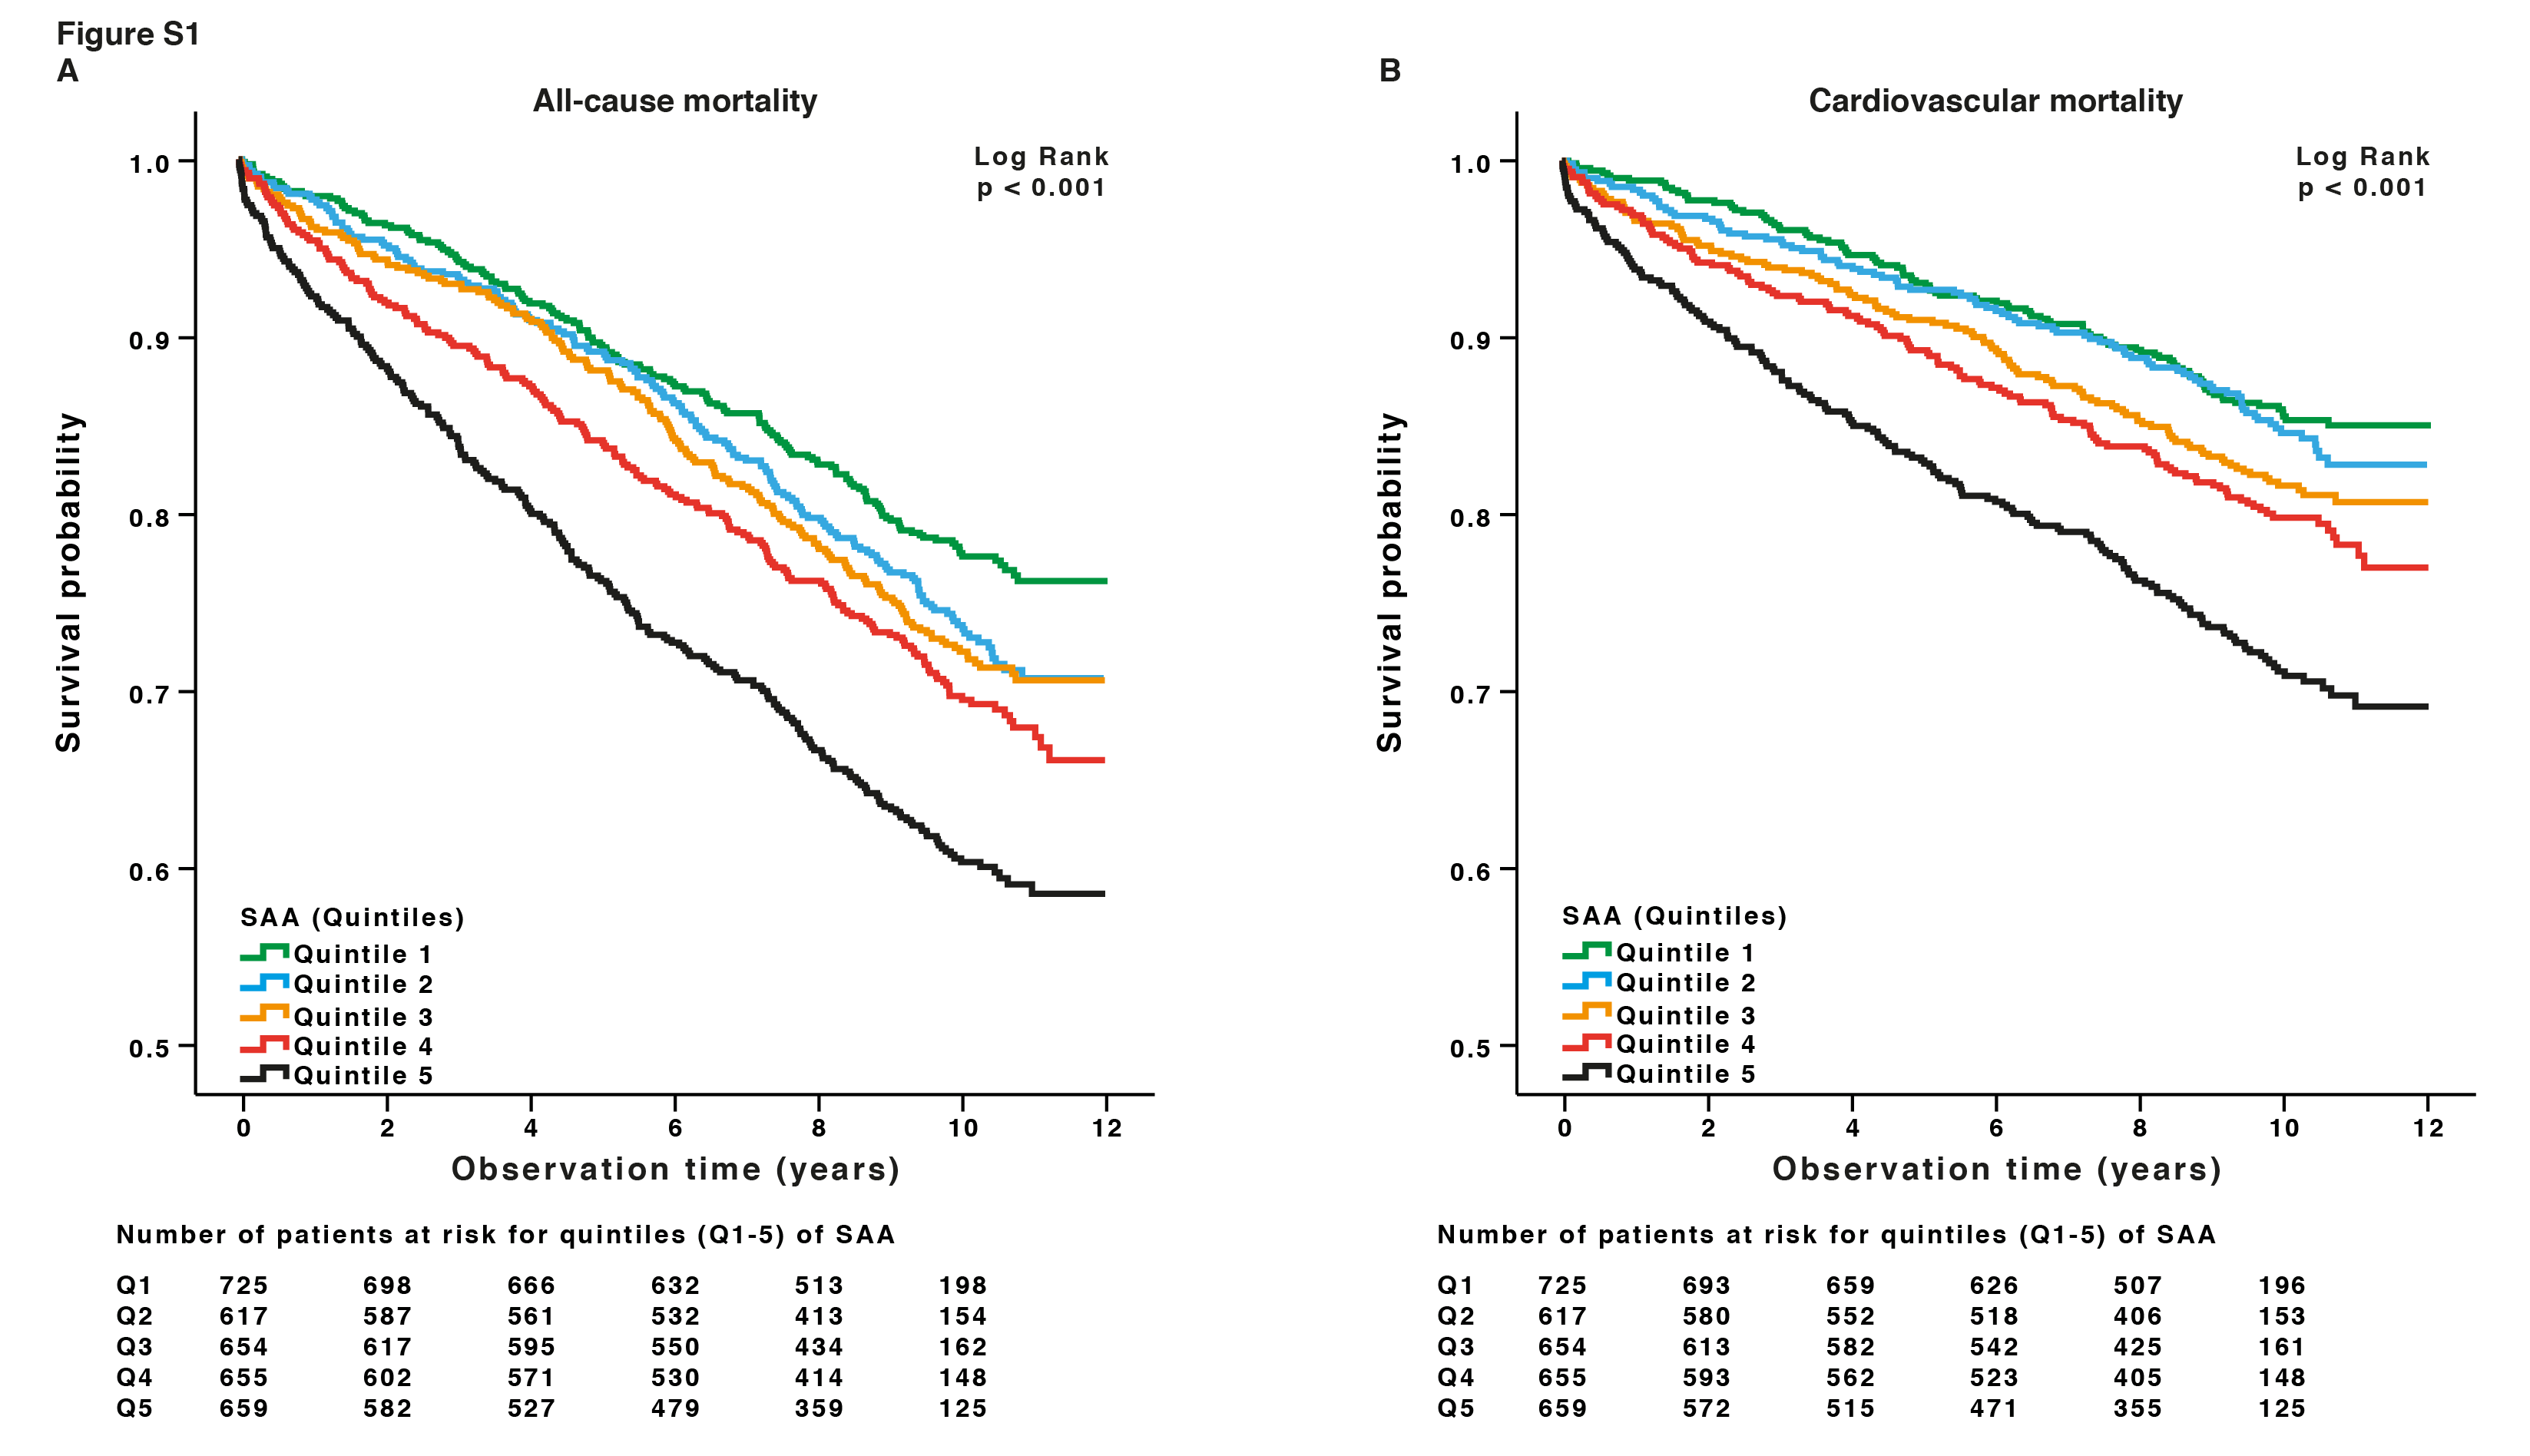 Figure S1
A
All-cause mortality
Log Rank
p < 0.001
Survival probability
1.0
0.9
0.8
0.7
0.6
0.5
SAA (Quintiles)
Quintile 1
Quintile 2
Quintile 3
Quintile 4
Quintile 5
0 2 4 6 8 10 12
Observation time (years)
Number of patients at risk for quintiles (Q1-5) of SAA
Q1 725 698 666 632 513 198
Q2 617 587 561 532 413 154
Q3 654 617 595 550 434 162
Q4 655 602 571 530 414 148
Q5 659 582 527 479 359 125
B
Cardiovascular mortality
Log Rank
p < 0.001
Survival probability
1.0
0.9
0.8
0.7
0.6
0.5
SAA (Quintiles)
Quintile 1
Quintile 2
Quintile 3
Quintile 4
Quintile 5
0 2 4 6 8 10 12
Observation time (years)
Number of patients at risk for quintiles (Q1-5) of SAA
Q1 725 693 659 626 507 196
Q2 617 580 552 518 406 153
Q3 654 613 582 542 425 161
Q4 655 593 562 523 405 148
Q5 659 572 515 471 355 125